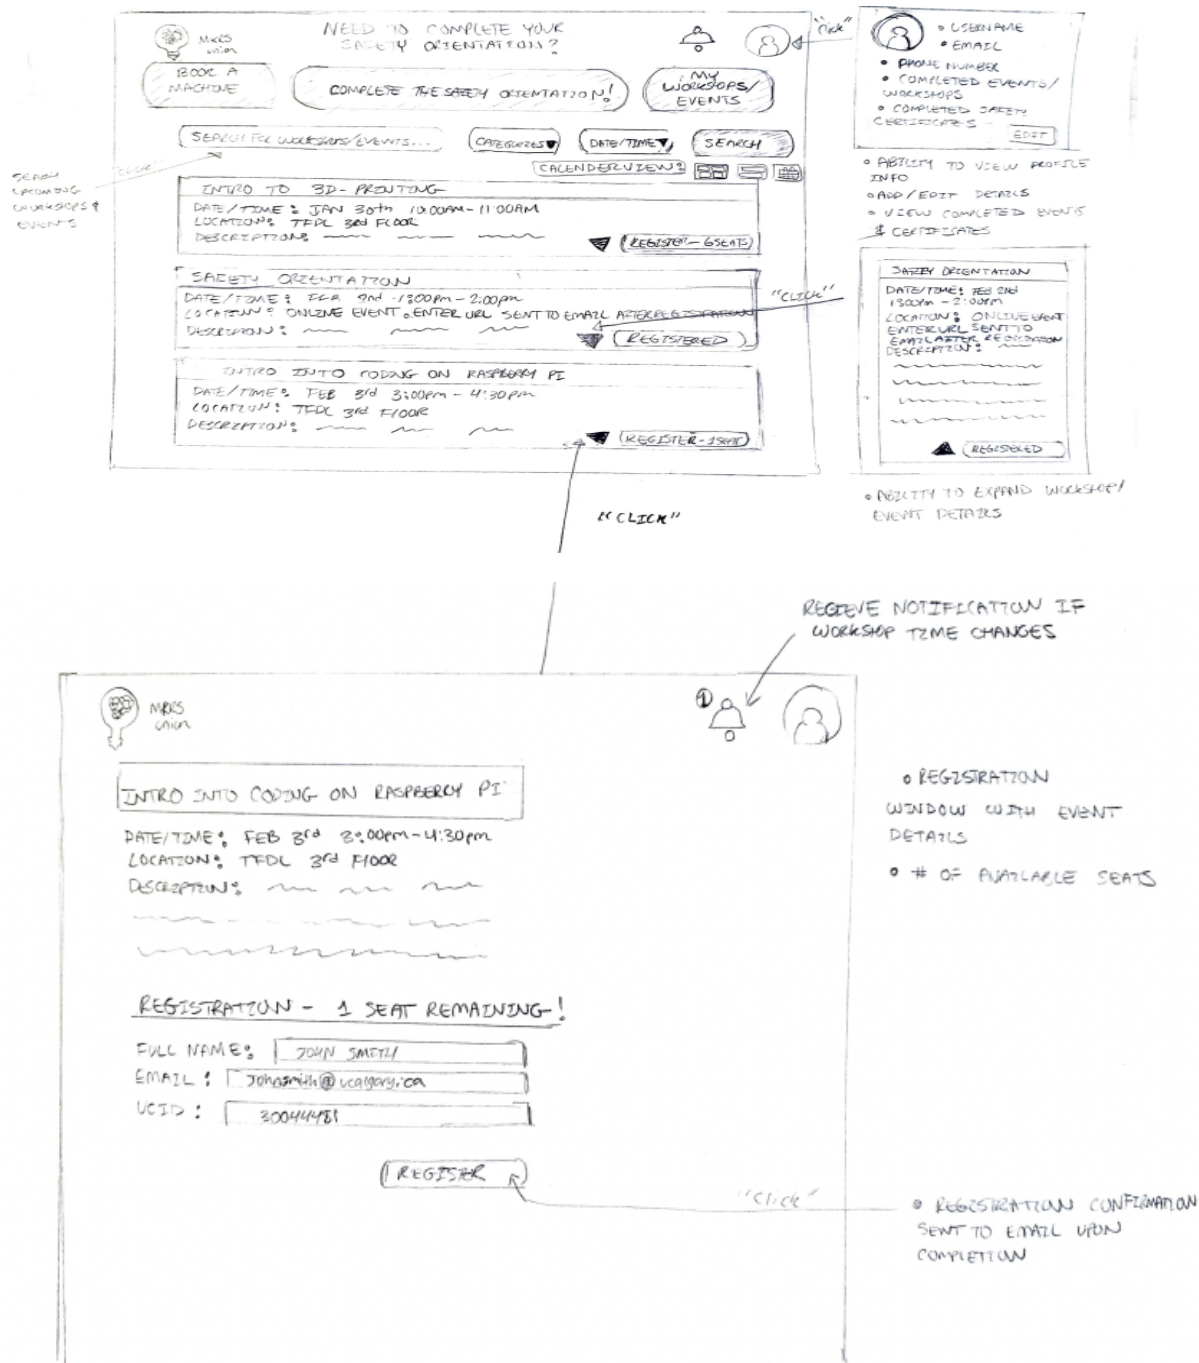 MKRS
union
NEED TO COMPLETE YOUR
SAFETY ORIENTATION?
BOOK A
MACHINE
COMPLETE THE SAFETY ORIENTATION!
MY
WORKSOPS/
EVENTS
SEARCH FOR WORKSHOPS/EVENTS...
CATEGORIES
DATE/TIME
SEARCH
CALENDERVIEW:
INTRO TO 3D-PRINTING
DATE/TIME: JAN 30th 10:00AM-11:00AM
LOCATION: TFDL 3rd FLOOR
DESCRIPTION:
REGISTER-6SEATS
SAFETY ORIENTATION
DATE/TIME: FEB 2nd 1:00pm-2:00pm
LOCATION: ONLINE EVENT. ENTER URL SENT TO EMAIL AFTER REGISTRATION
DESCRIPTION:
REGISTERED
INTRO INTO CODING ON RASPBERRY PI
DATE/TIME: FEB 3rd 3:00pm-4:30pm
LOCATION: TFDL 3rd FLOOR
DESCRIPTION:
REGISTER-1SEAT
SEARCH
UPCOMING
WORKSHOPS &
EVENTS
"CLICK"
"Click"
• USERNAME
• EMAIL
• PHONE NUMBER
• COMPLETED EVENTS/
WORKSHOPS
• COMPLETED SAFETY
CERTIFICATES
EDIT
• ABILITY TO VIEW PROFILE
INFO
• ADD/EDIT DETAILS
• VIEW COMPLETED EVENTS
& CERTIFICATES
"CLICK"
SAFETY ORIENTATION
DATE/TIME: FEB 2nd
1:00pm-2:00pm
LOCATION: ONLINE EVENT
ENTER URL SENT TO
EMAIL AFTER REGISTRATION
DESCRIPTION:
REGISTERED
• ABILITY TO EXPAND WORKSHOP/
EVENT DETAILS
"CLICK"
RECIEVE NOTIFICATION IF
WORKSHOP TIME CHANGES
MKRS
union
1
INTRO INTO CODING ON RASPBERRY PI
DATE/TIME: FEB 3rd 3:00pm-4:30pm
LOCATION: TFDL 3rd FLOOR
DESCRIPTION:
REGISTRATION - 1 SEAT REMAINING!
FULL NAME: JOHN SMITH
EMAIL: Johnsmith@ucalgary.ca
UCID: 30044481
REGISTER
• REGISTRATION
WINDOW WITH EVENT
DETAILS
• # OF AVAILABLE SEATS
"Click"
• REGISTRATION CONFIRMATION
SENT TO EMAIL UPON
COMPLETION